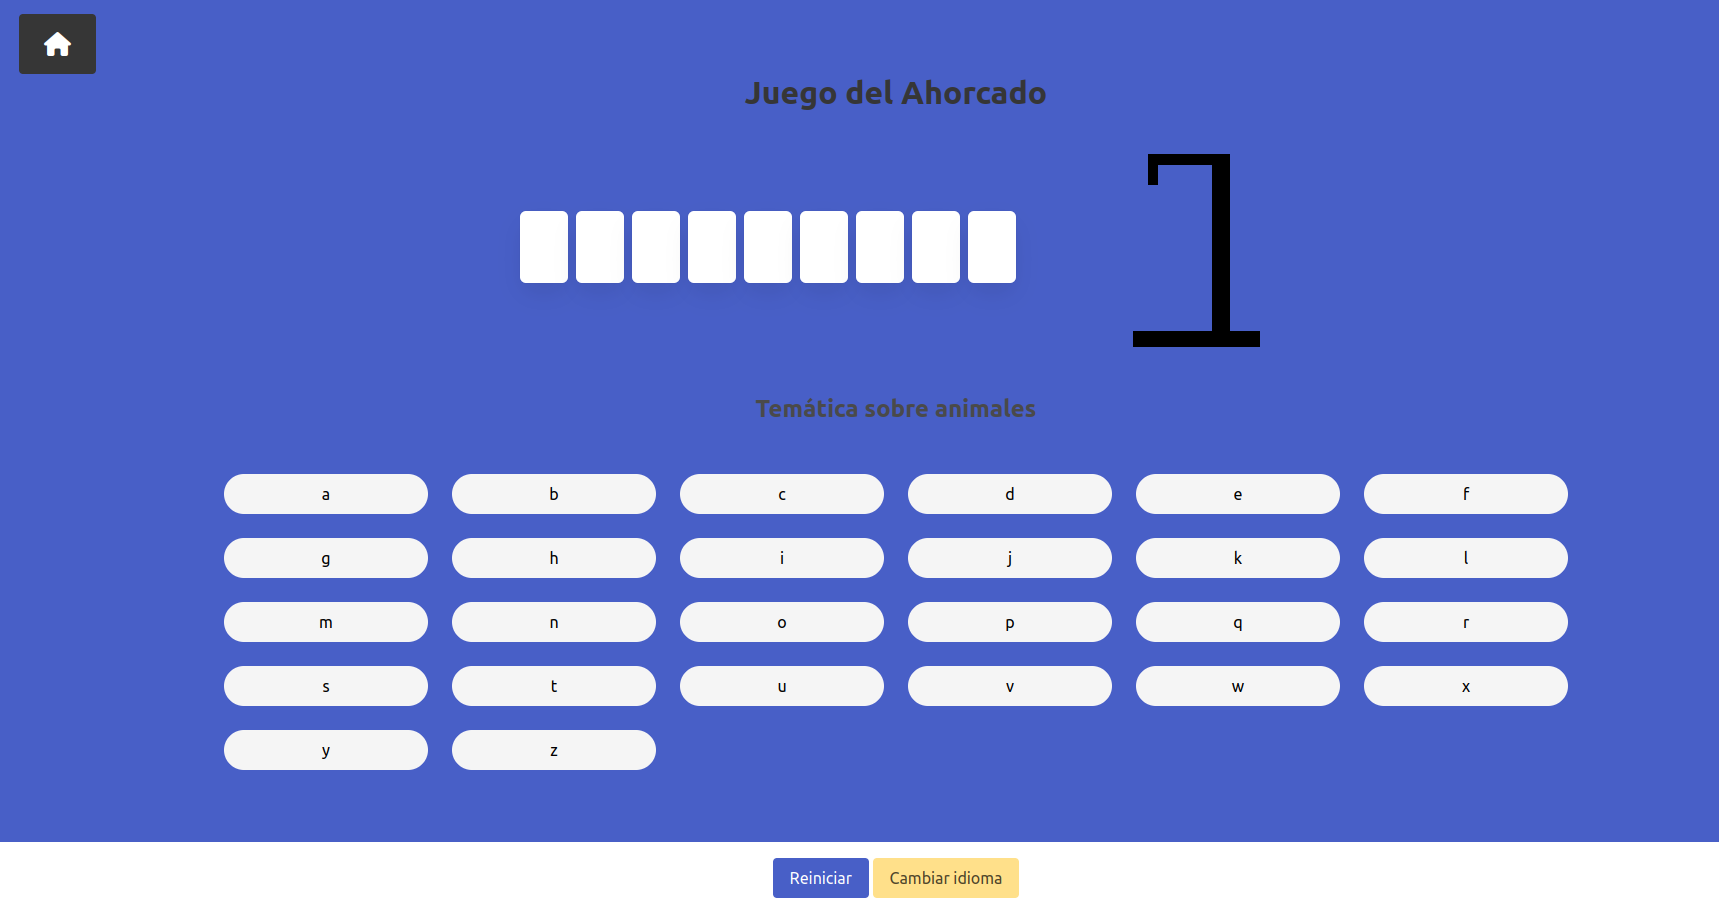 Juego del Ahorcado
Temática sobre animales
a b c d e f
g h i j k l
m n o p q r
s t u v w x
y z
Reiniciar Cambiar idioma